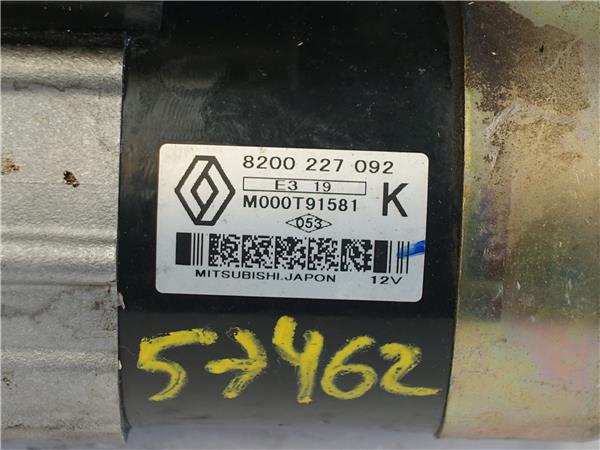 8200 227 092
E3 19
M000T91581 K
053
MITSUBISHI.JAPON 12V
57462